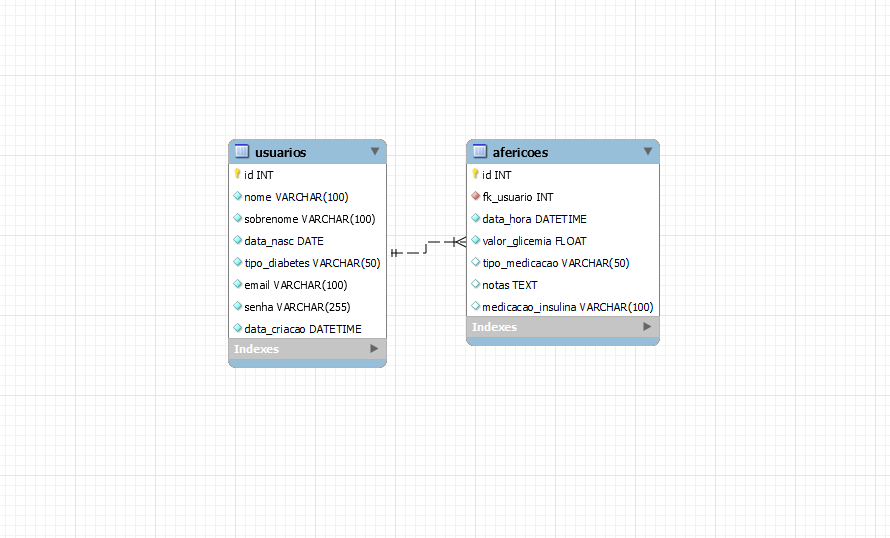 usuarios
id INT
nome VARCHAR(100)
sobrenome VARCHAR(100)
data_nasc DATE
tipo_diabetes VARCHAR(50)
email VARCHAR(100)
senha VARCHAR(255)
data_criacao DATETIME
Indexes
afericoes
id INT
fk_usuario INT
data_hora DATETIME
valor_glicemia FLOAT
tipo_medicacao VARCHAR(50)
notas TEXT
medicacao_insulina VARCHAR(100)
Indexes